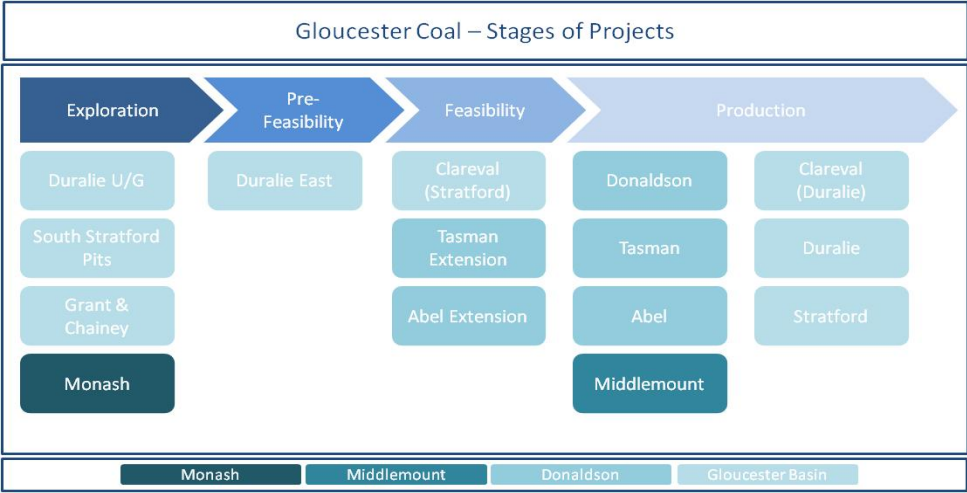 Gloucester Coal – Stages of Projects
Exploration
Pre-
Feasibility
Feasibility
Production
Duralie U/G
Duralie East
Clareval
(Stratford)
Donaldson
Clareval
(Duralie)
South Stratford
Pits
Tasman
Extension
Tasman
Duralie
Grant &
Chainey
Abel Extension
Abel
Stratford
Monash
Middlemount
Monash
Middlemount
Donaldson
Gloucester Basin